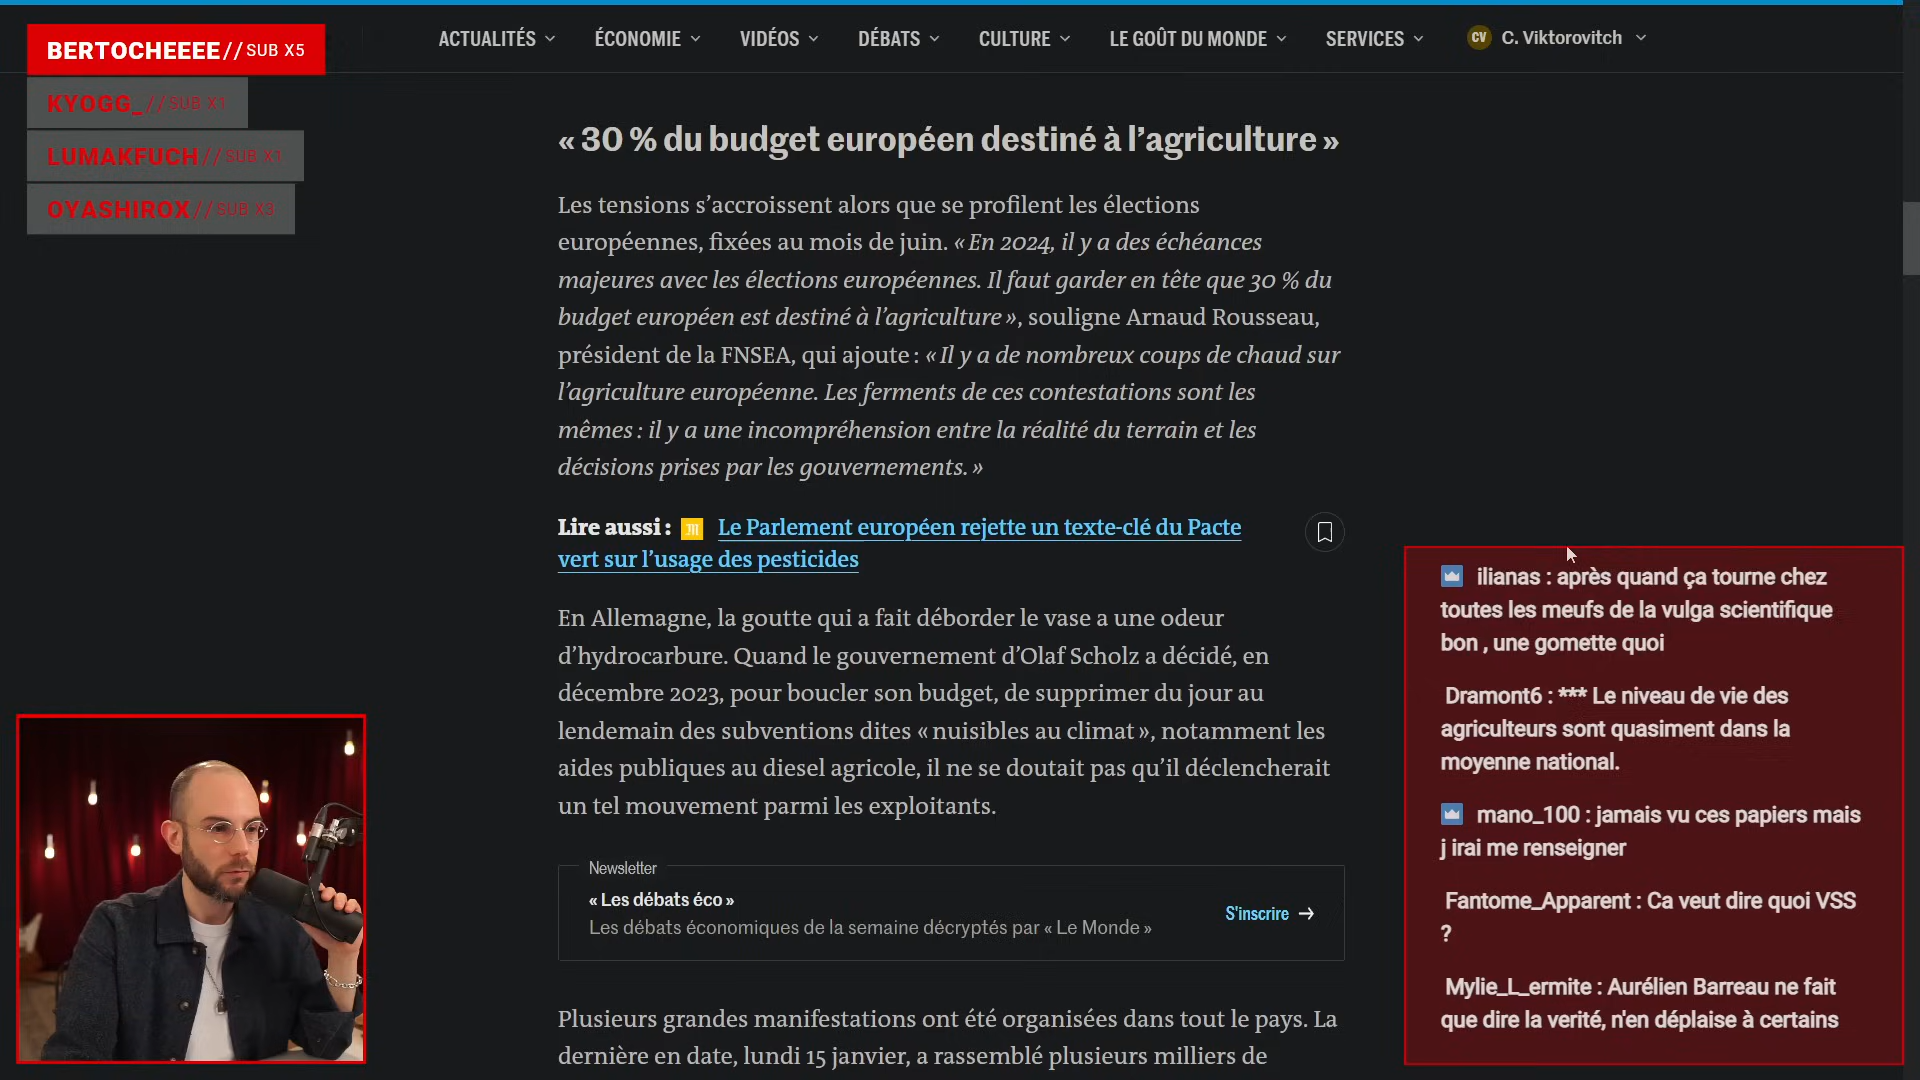 BERTOCHEEEE//SUB X5
KYOGG_//SUB X1
LUMAKFUCH//SUB X1
OYASHIROX//SUB X3
ACTUALITÉS ÉCONOMIE VIDÉOS DÉBATS CULTURE LE GOÛT DU MONDE SERVICES CV C. Viktorovitch
« 30 % du budget européen destiné à l’agriculture »
Les tensions s’accroissent alors que se profilent les élections
européennes, fixées au mois de juin. « En 2024, il y a des échéances
majeures avec les élections européennes. Il faut garder en tête que 30 % du
budget européen est destiné à l’agriculture », souligne Arnaud Rousseau,
président de la FNSEA, qui ajoute : « Il y a de nombreux coups de chaud sur
l’agriculture européenne. Les ferments de ces contestations sont les
mêmes : il y a une incompréhension entre la réalité du terrain et les
décisions prises par les gouvernements. »
Lire aussi : Le Parlement européen rejette un texte-clé du Pacte
vert sur l’usage des pesticides
En Allemagne, la goutte qui a fait déborder le vase a une odeur
d’hydrocarbure. Quand le gouvernement d’Olaf Scholz a décidé, en
décembre 2023, pour boucler son budget, de supprimer du jour au
lendemain des subventions dites « nuisibles au climat », notamment les
aides publiques au diesel agricole, il ne se doutait pas qu’il déclencherait
un tel mouvement parmi les exploitants.
Newsletter
« Les débats éco »
Les débats économiques de la semaine décryptés par « Le Monde »
S'inscrire →
Plusieurs grandes manifestations ont été organisées dans tout le pays. La
dernière en date, lundi 15 janvier, a rassemblé plusieurs milliers de
ilianas : après quand ça tourne chez
toutes les meufs de la vulga scientifique
bon , une gomette quoi
Dramont6 : *** Le niveau de vie des
agriculteurs sont quasiment dans la
moyenne national.
mano_100 : jamais vu ces papiers mais
j irai me renseigner
Fantome_Apparent : Ca veut dire quoi VSS
?
Mylie_L_ermite : Aurélien Barreau ne fait
que dire la verité, n'en déplaise à certains